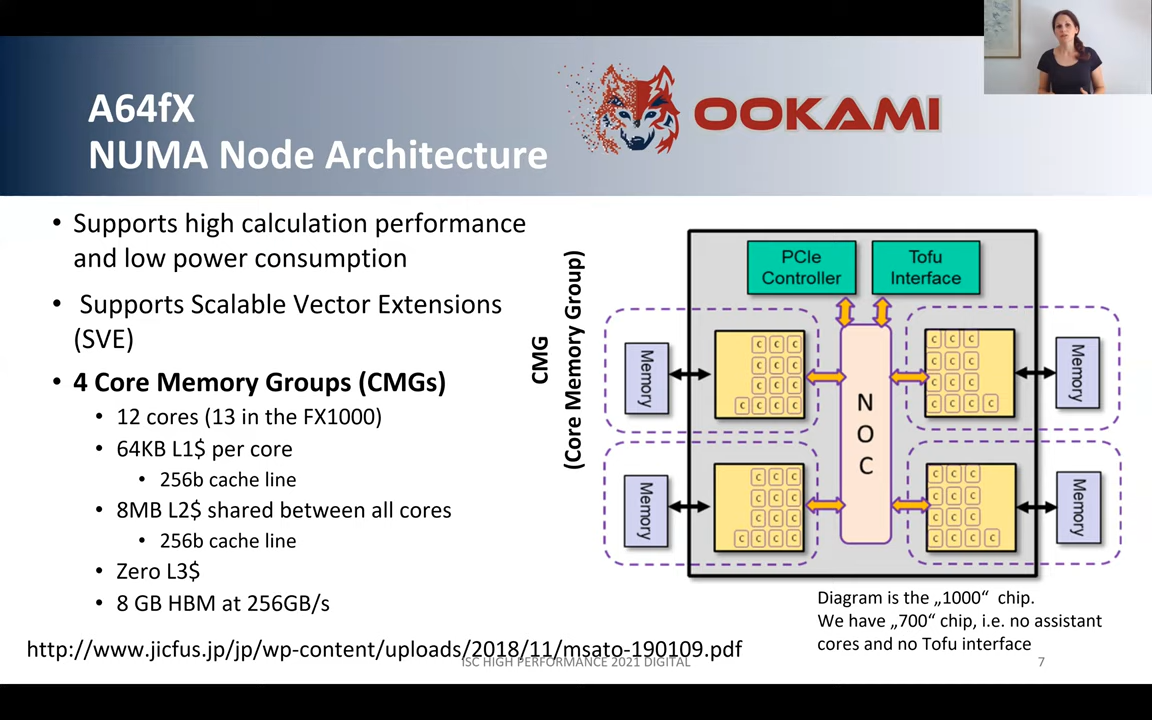 A64fX
NUMA Node Architecture
OOKAMI
• Supports high calculation performance
and low power consumption
• Supports Scalable Vector Extensions
(SVE)
• 4 Core Memory Groups (CMGs)
• 12 cores (13 in the FX1000)
• 64KB L1$ per core
• 256b cache line
• 8MB L2$ shared between all cores
• 256b cache line
• Zero L3$
• 8 GB HBM at 256GB/s
http://www.jicfus.jp/jp/wp-content/uploads/2018/11/msato-190109.pdf
CMG
(Core Memory Group)
PCIe
Controller
Tofu
Interface
Memory
C C C
C C C
C C C
C C C C
N
O
C
C C C
C C C
C C C
C C C C
Memory
Memory
C C C
C C C
C C C
C C C C
C C C
C C C
C C C
C C C C
Memory
Diagram is the „1000“ chip.
We have „700“ chip, i.e. no assistant
cores and no Tofu interface
ISC HIGH PERFORMANCE 2021 DIGITAL
7